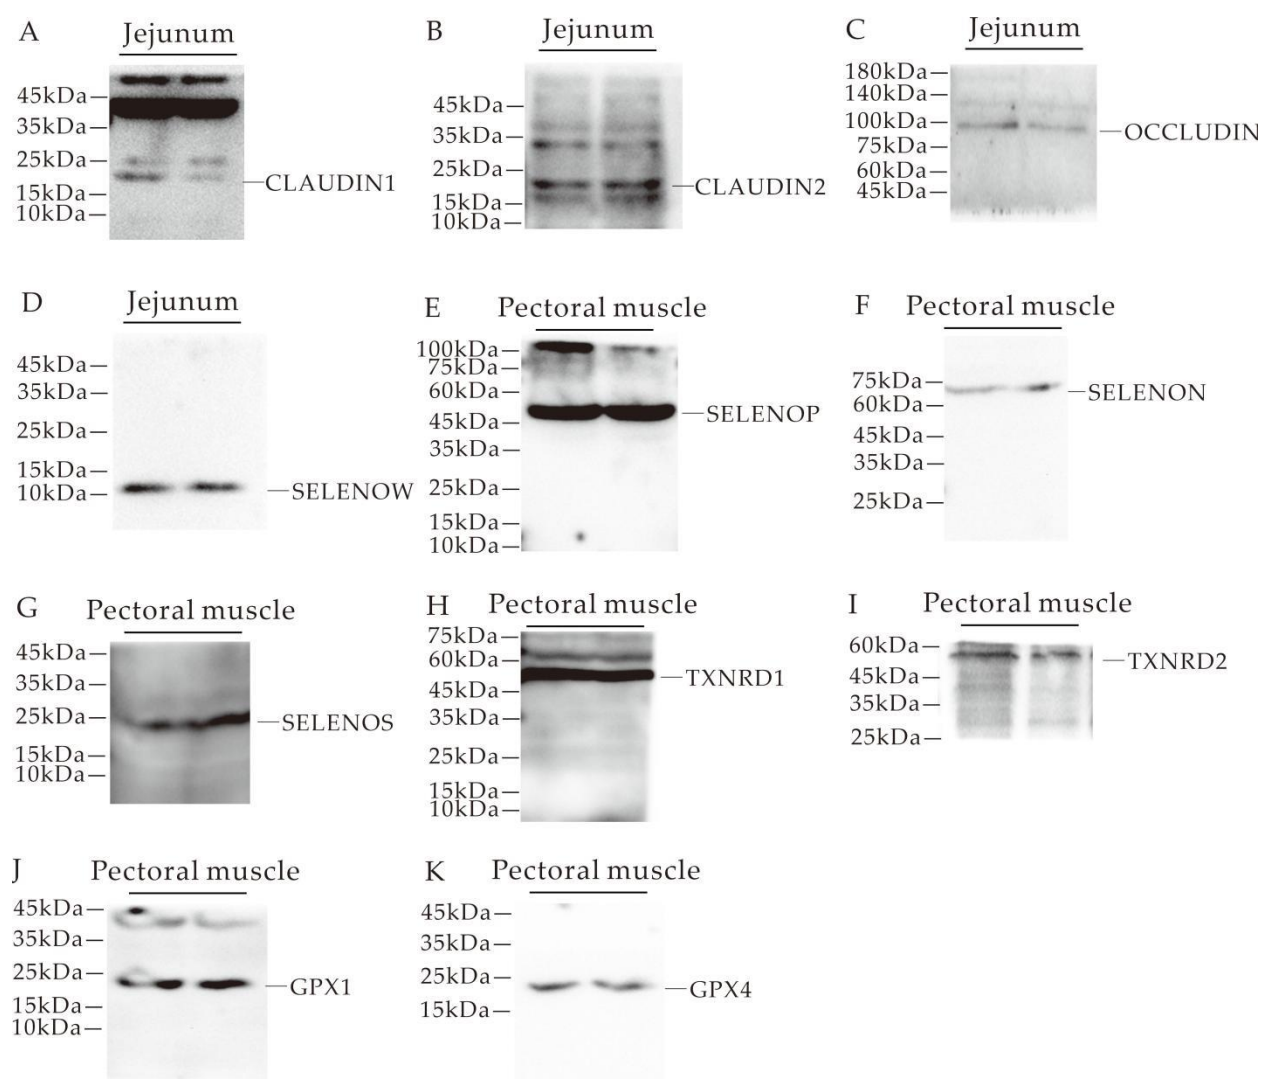 A
Jejunum
45kDa
35kDa
25kDa
15kDa
10kDa
CLAUDIN1
B
Jejunum
45kDa
35kDa
25kDa
15kDa
10kDa
CLAUDIN2
C
Jejunum
180kDa
140kDa
100kDa
75kDa
60kDa
45kDa
OCCLUDIN
D
Jejunum
45kDa
35kDa
25kDa
15kDa
10kDa
SELENOW
E
Pectoral muscle
100kDa
75kDa
60kDa
45kDa
35kDa
25kDa
15kDa
10kDa
SELENOP
F
Pectoral muscle
75kDa
60kDa
45kDa
35kDa
25kDa
SELENON
G
Pectoral muscle
45kDa
35kDa
25kDa
15kDa
10kDa
SELENOS
H
Pectoral muscle
75kDa
60kDa
45kDa
35kDa
25kDa
15kDa
10kDa
TXNRD1
I
Pectoral muscle
60kDa
45kDa
35kDa
25kDa
TXNRD2
J
Pectoral muscle
45kDa
35kDa
25kDa
15kDa
10kDa
GPX1
K
Pectoral muscle
45kDa
35kDa
25kDa
15kDa
GPX4